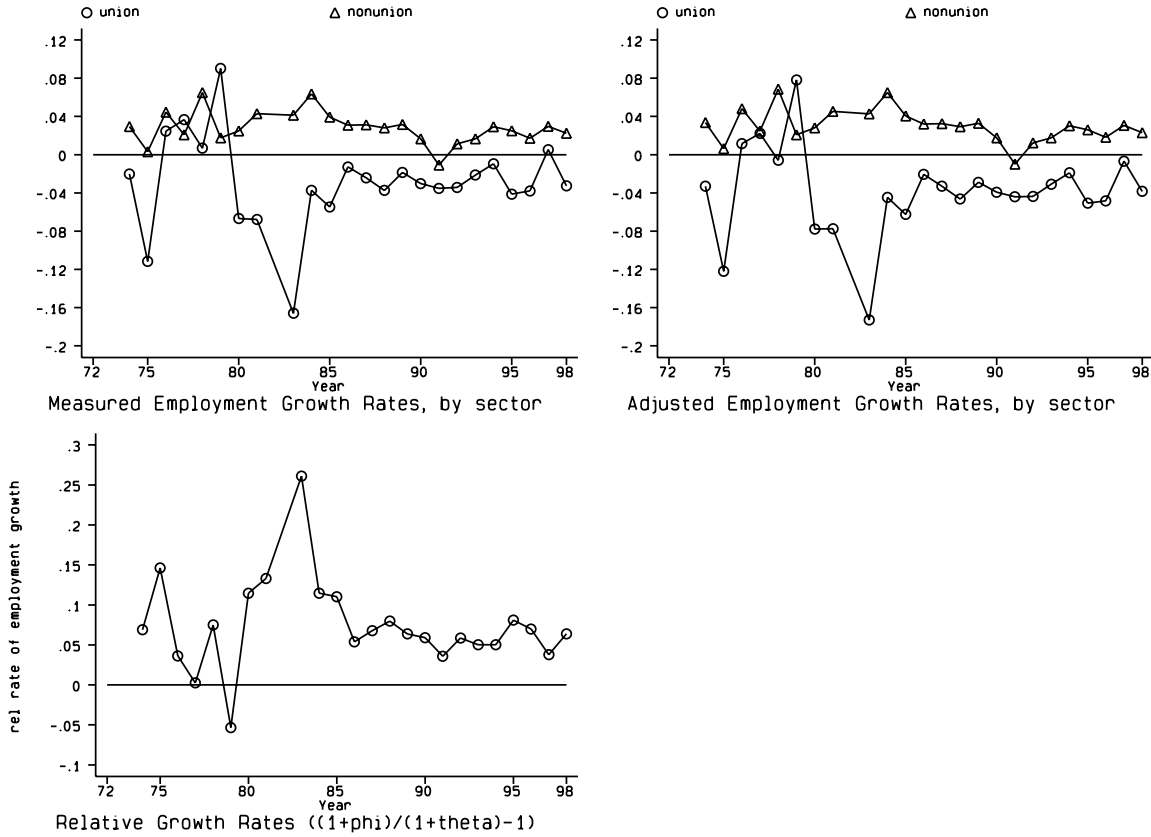 union nonunion
.12
.08
.04
0
-.04
-.08
-.12
-.16
-.2
72 75 80 85 90 95 98
Year
Measured Employment Growth Rates, by sector
union nonunion
.12
.08
.04
0
-.04
-.08
-.12
-.16
-.2
72 75 80 85 90 95 98
Year
Adjusted Employment Growth Rates, by sector
rel rate of employment growth
.3
.25
.2
.15
.1
.05
0
-.05
-.1
72 75 80 85 90 95 98
Year
Relative Growth Rates ((1+phi)/(1+theta)-1)